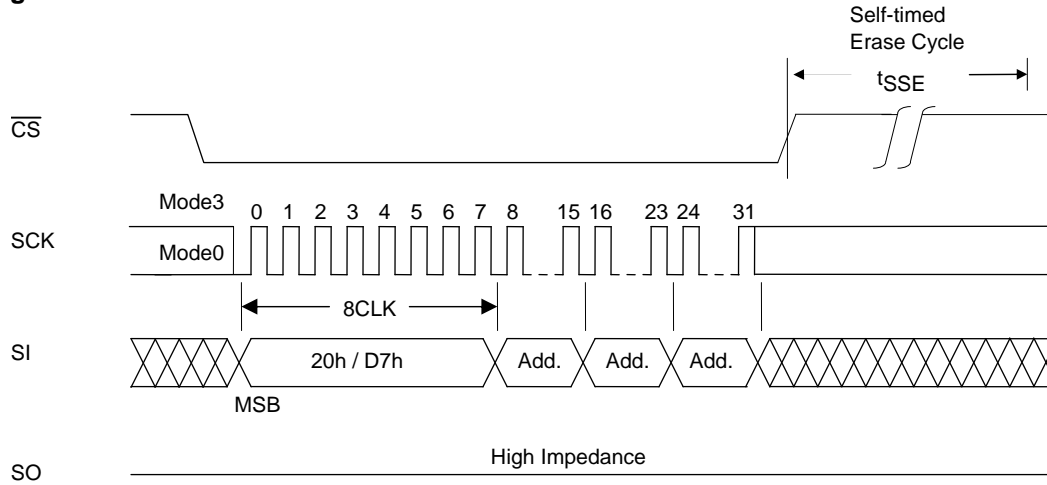 g
Self-timed
Erase Cycle
tSSE
CS
Mode3
0 1 2 3 4 5 6 7 8 15 16 23 24 31
SCK
Mode0
8CLK
SI
20h / D7h Add. Add. Add.
MSB
High Impedance
SO